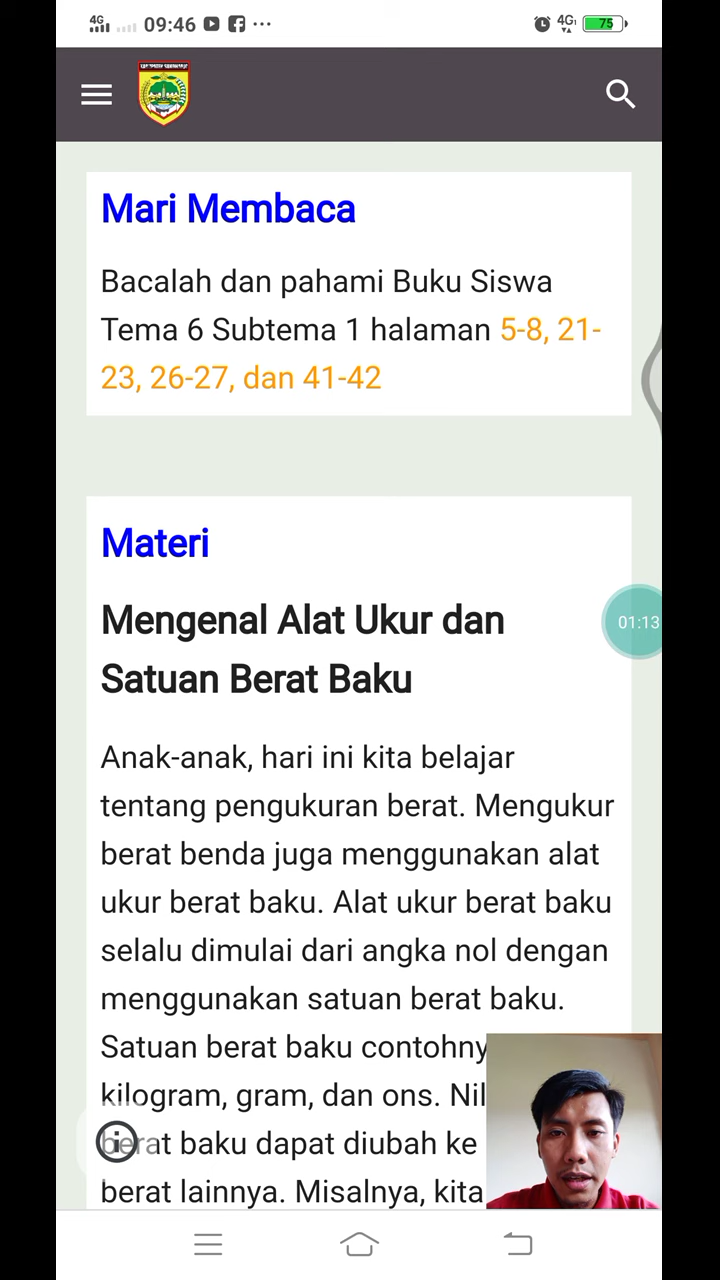 4G 09:46 ... 4G 75
Mari Membaca
Bacalah dan pahami Buku Siswa
Tema 6 Subtema 1 halaman 5-8, 21-
23, 26-27, dan 41-42
Materi
Mengenal Alat Ukur dan
Satuan Berat Baku
01:13
Anak-anak, hari ini kita belajar
tentang pengukuran berat. Mengukur
berat benda juga menggunakan alat
ukur berat baku. Alat ukur berat baku
selalu dimulai dari angka nol dengan
menggunakan satuan berat baku.
Satuan berat baku contohny
kilogram, gram, dan ons. Nil
berat baku dapat diubah ke
berat lainnya. Misalnya, kita